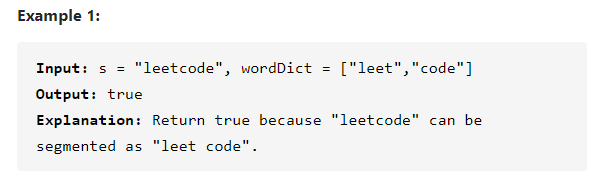 Example 1:
Input: s = "leetcode", wordDict = ["leet","code"]
Output: true
Explanation: Return true because "leetcode" can be
segmented as "leet code".